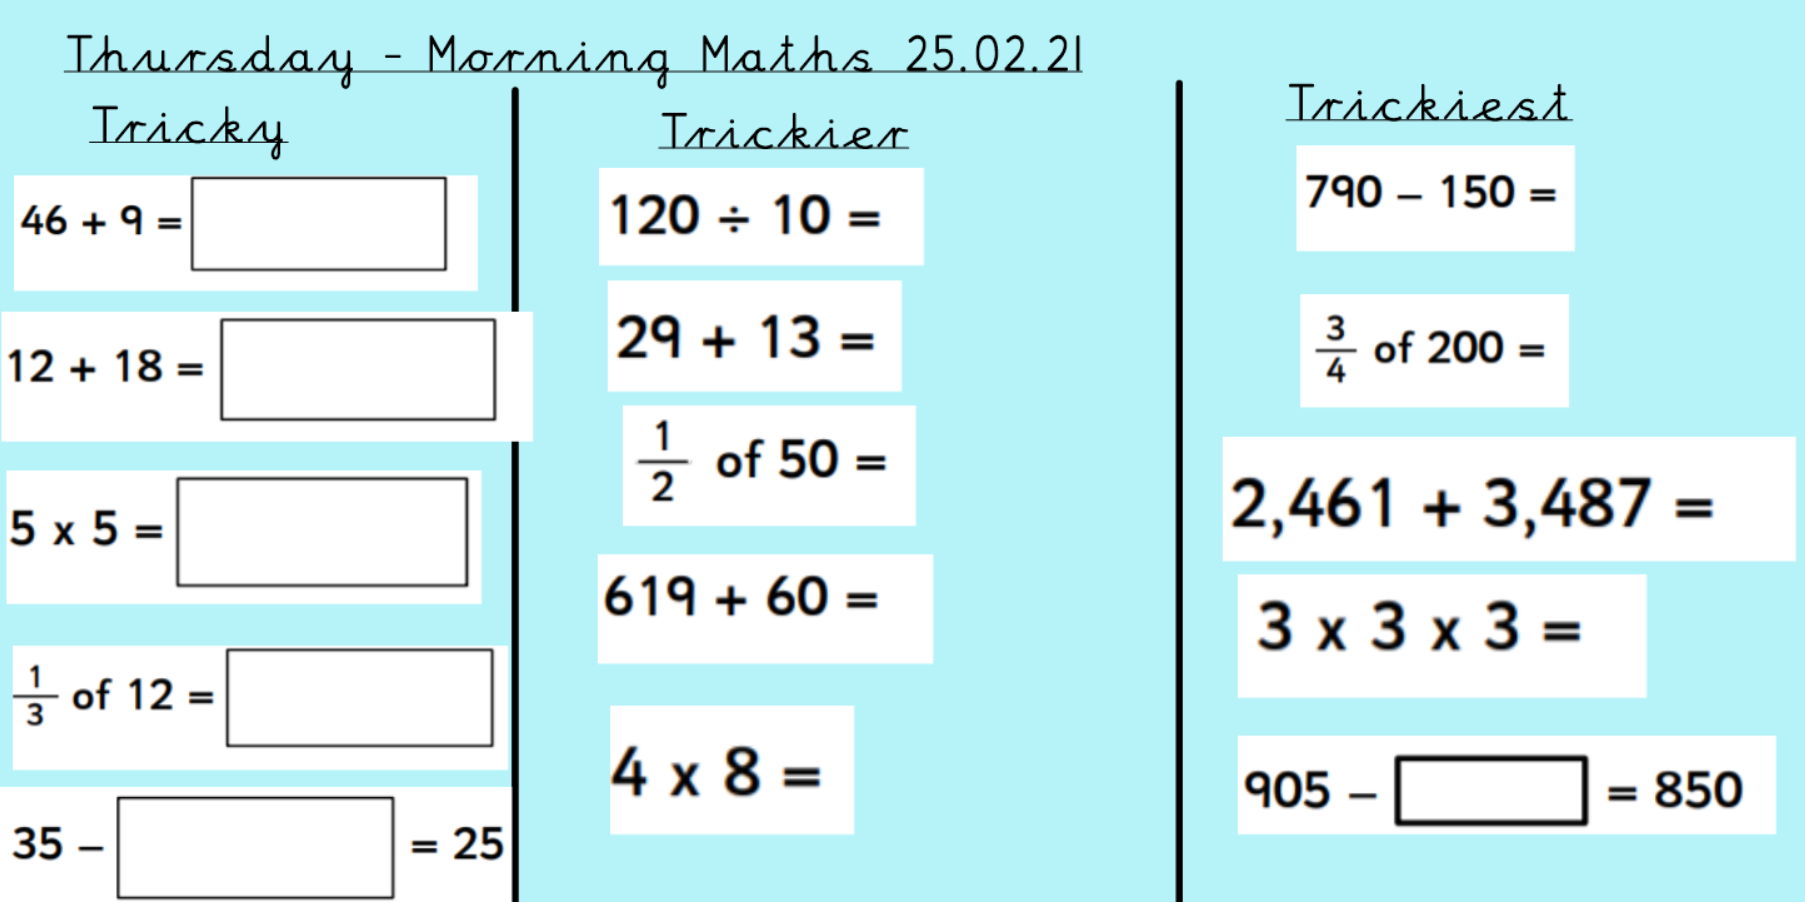 Thursday - Morning Maths 25.02.21
Tricky
46 + 9 =
12 + 18 =
5 x 5 =
1/3 of 12 =
35 – = 25
Trickier
120 ÷ 10 =
29 + 13 =
1/2 of 50 =
619 + 60 =
4 x 8 =
Trickiest
790 – 150 =
3/4 of 200 =
2,461 + 3,487 =
3 x 3 x 3 =
905 – = 850